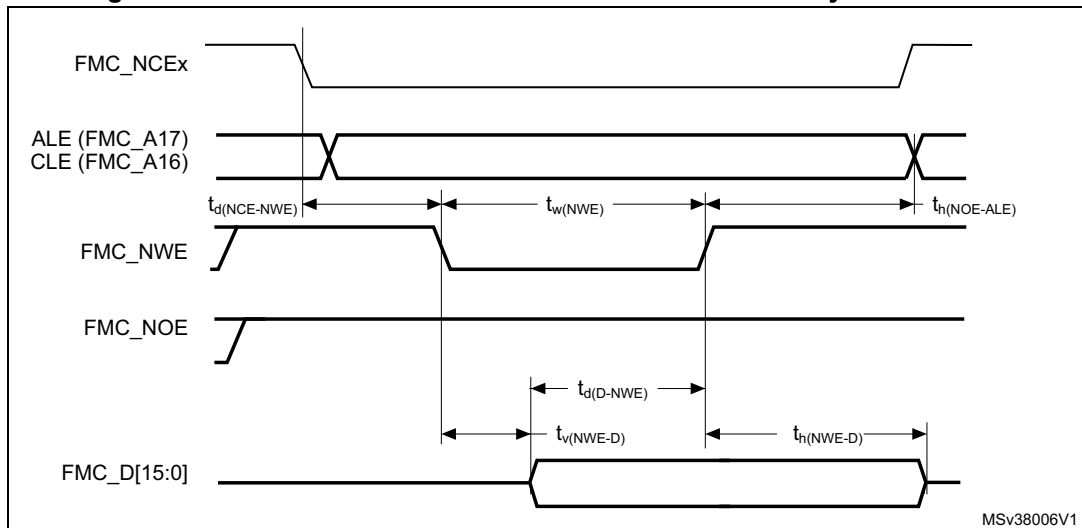 FMC_NCEx
ALE (FMC_A17)
CLE (FMC_A16)
td(NCE-NWE)
tw(NWE)
th(NOE-ALE)
FMC_NWE
FMC_NOE
td(D-NWE)
tv(NWE-D)
th(NWE-D)
FMC_D[15:0]
MSv38006V1